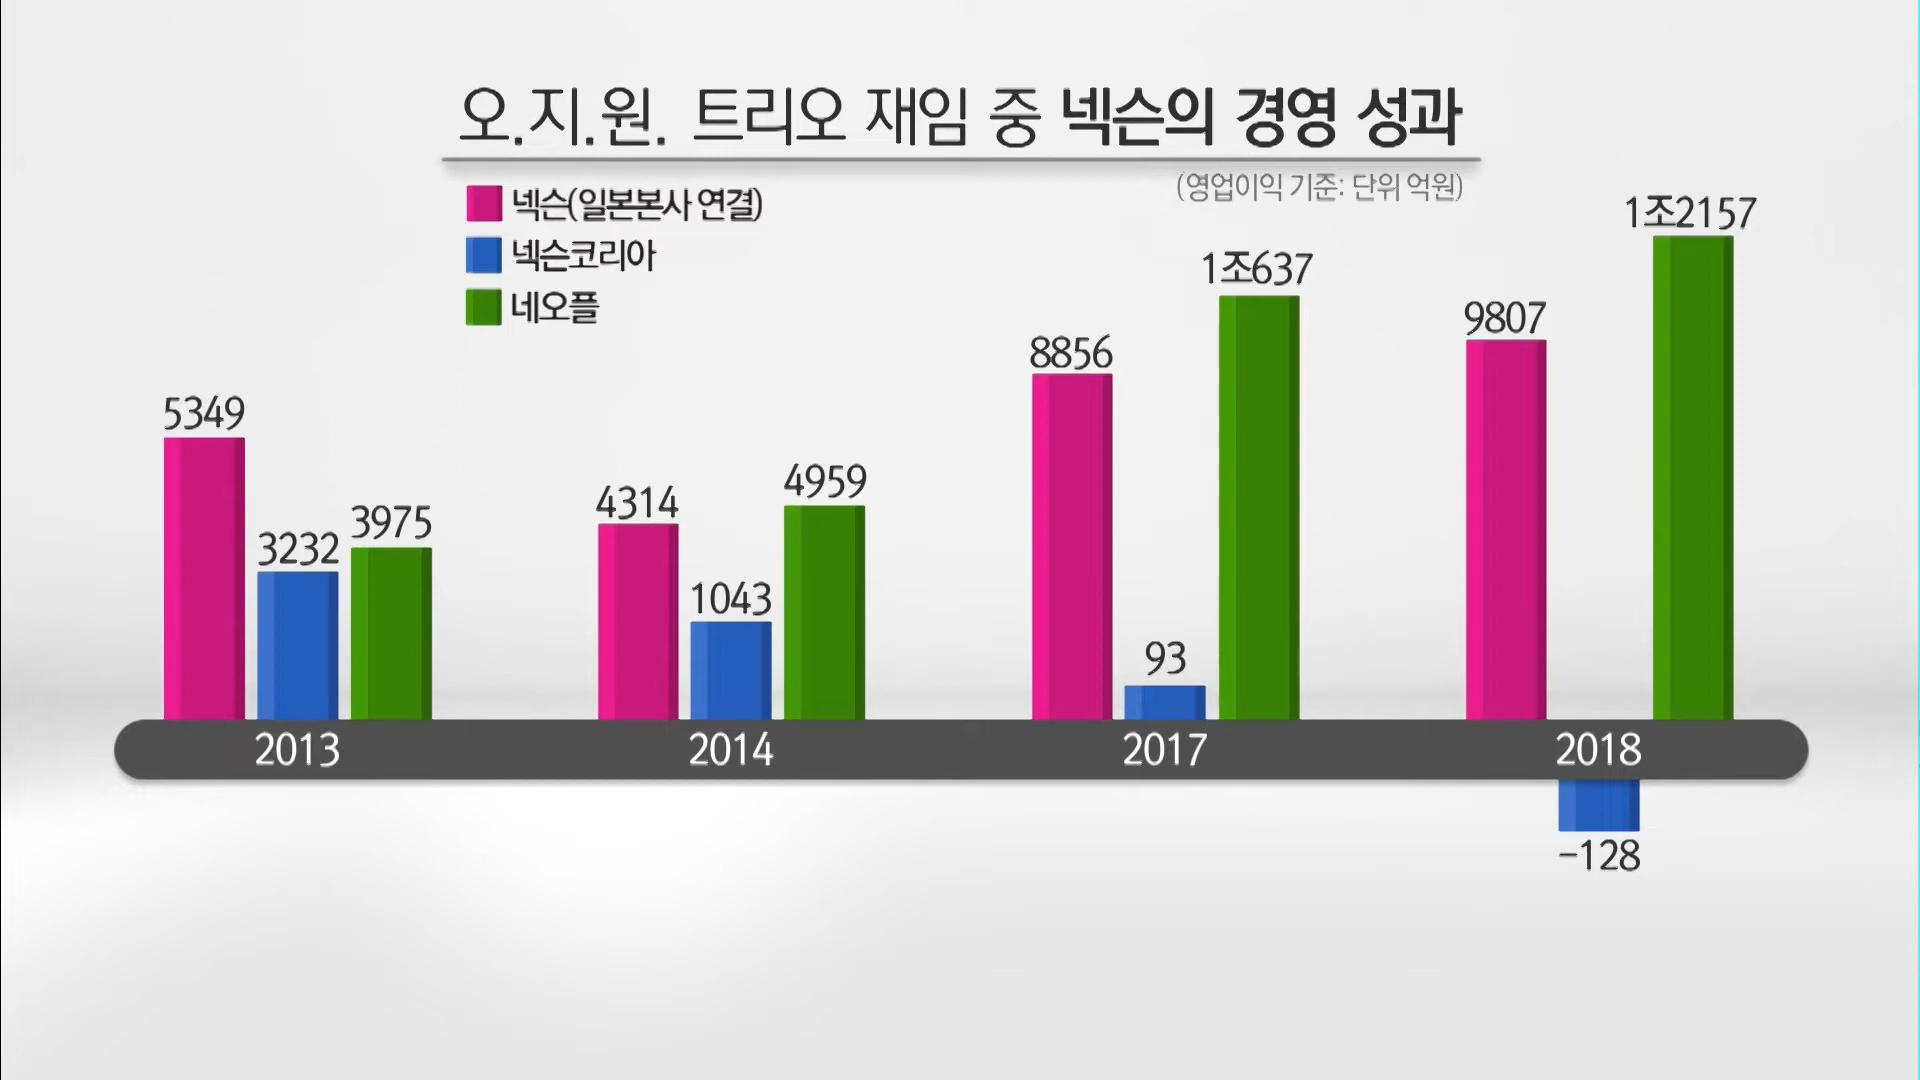 오.지.원. 트리오 재임 중 넥슨의 경영 성과
(영업이익 기준: 단위 억원)
넥슨(일본본사 연결)
넥슨코리아
네오플
5349
3232
3975
4314
1043
4959
8856
93
1조637
9807
-128
1조2157
2013
2014
2017
2018